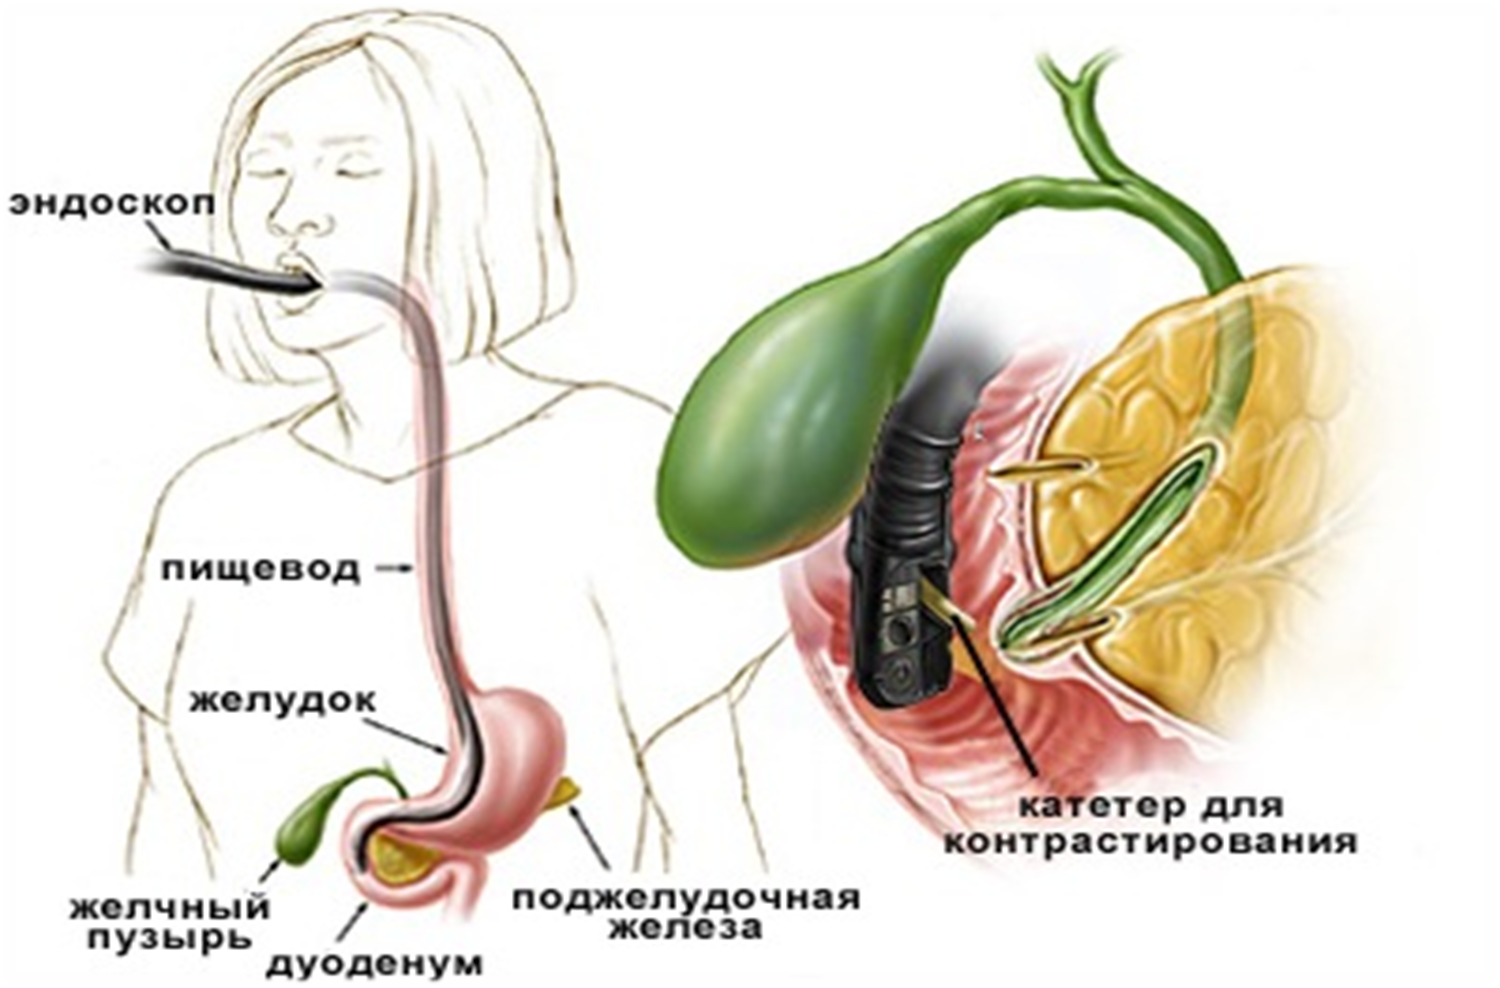 эндоскоп
пищевод
желудок
желчный
пузырь
дуоденум
поджелудочная
железа
катетер для
контрастирования